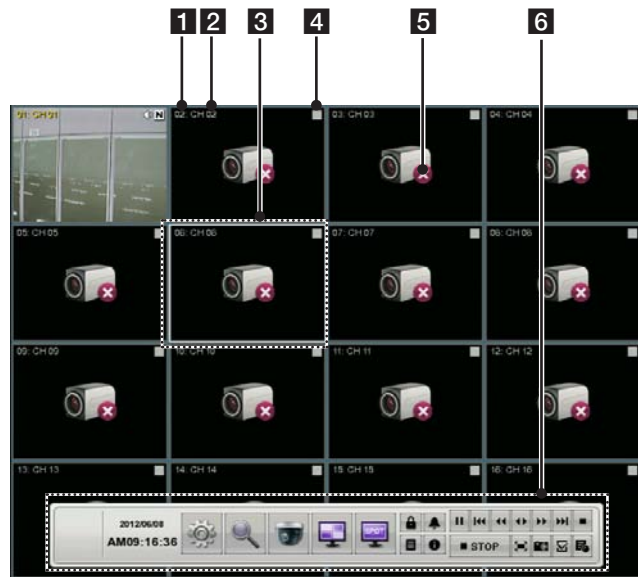 1 2 3 4 5 6
01: CH 01 N 02: CH 02 03: CH 03 04: CH 04
05: CH 05 06: CH 06 07: CH 07 08: CH 08
09: CH 09 10: CH 10 11: CH 11 12: CH 12
13: CH 13 14: CH 14 15: CH 15 16: CH 16
2012/06/08
AM09:16:36
SPOT
STOP